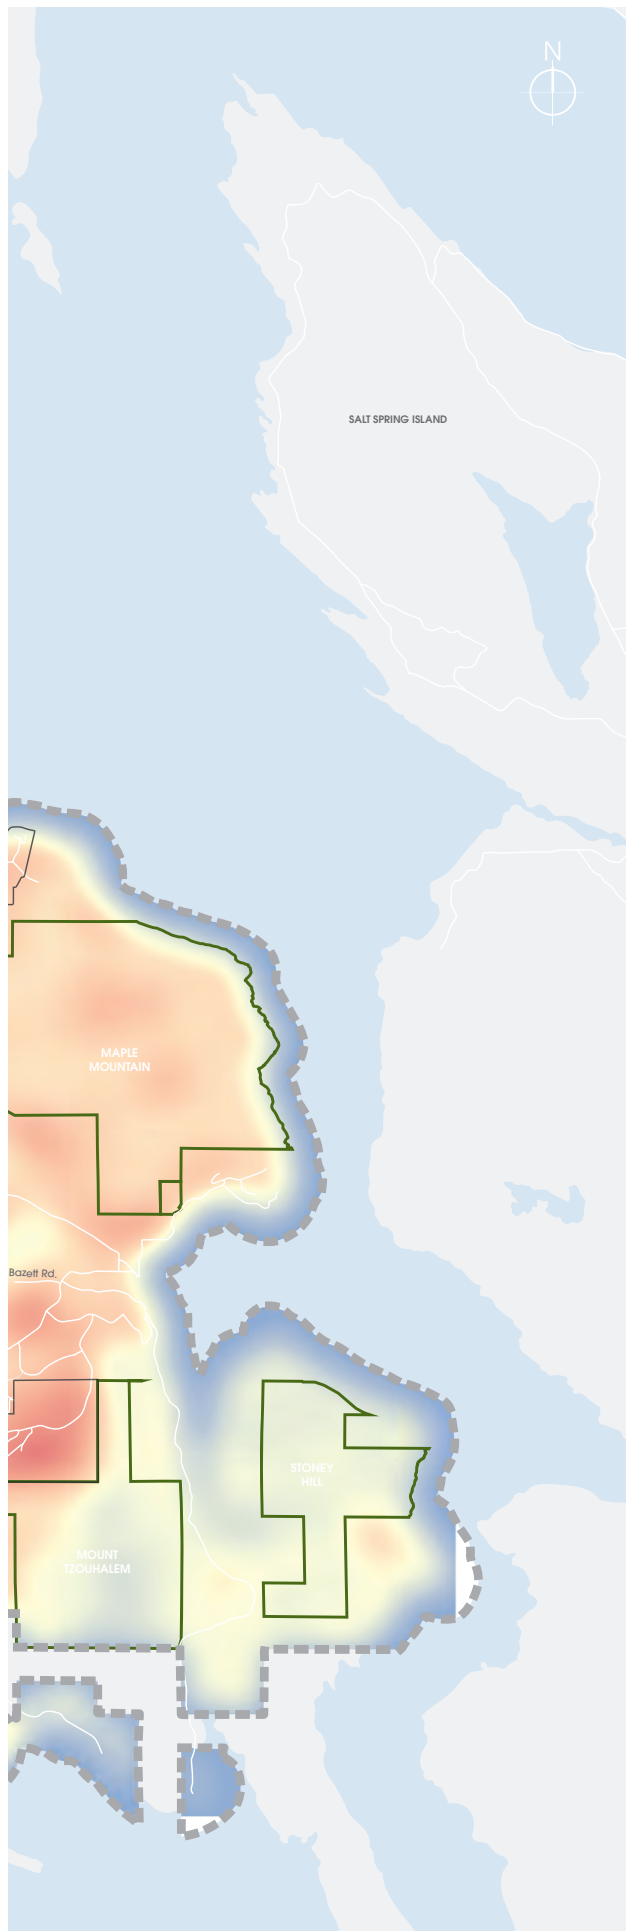 N
SALT SPRING ISLAND
MAPLE
MOUNTAIN
Bazett Rd.
STONEY
HILL
MOUNT
TZOUHALEM